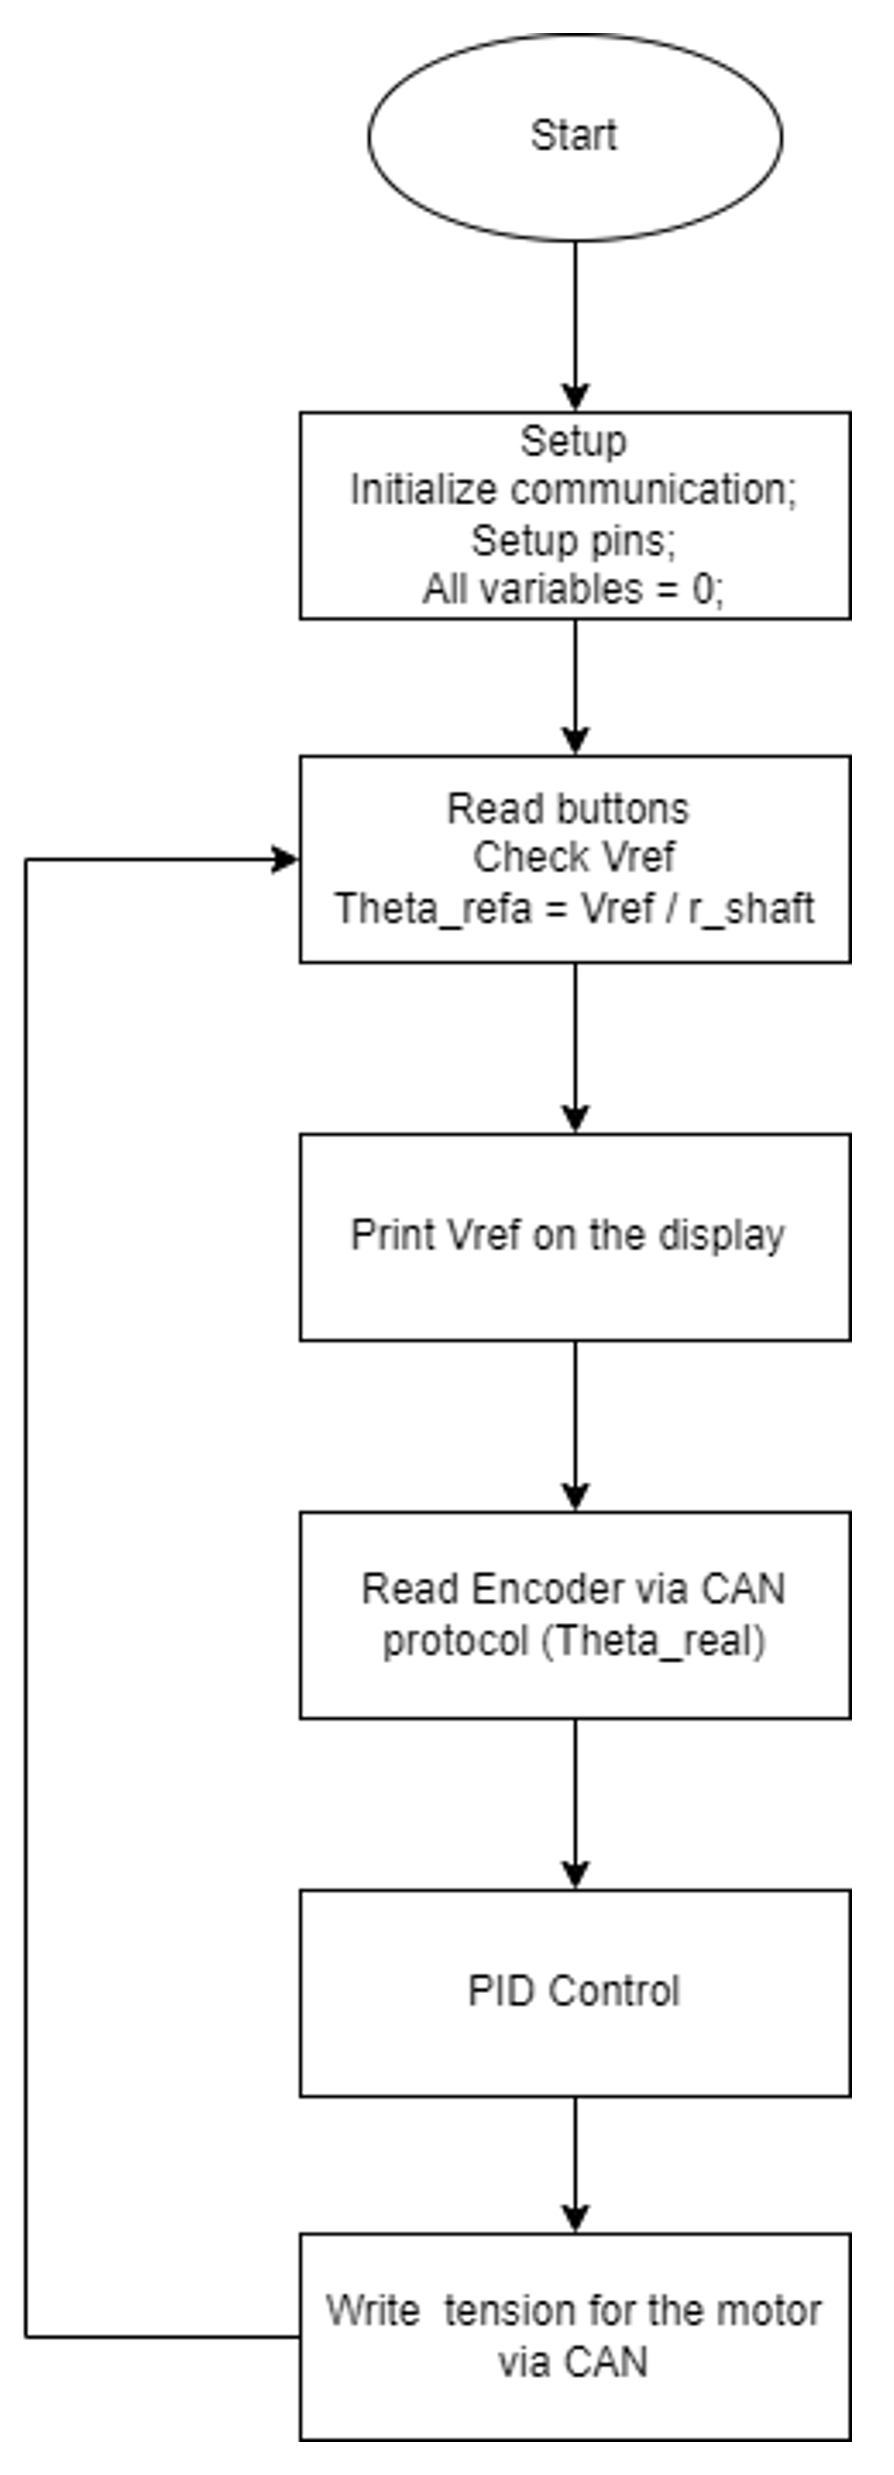 Start
Setup
Initialize communication;
Setup pins;
All variables = 0;
Read buttons
Check Vref
Theta_refa = Vref / r_shaft
Print Vref on the display
Read Encoder via CAN
protocol (Theta_real)
PID Control
Write  tension for the motor
via CAN